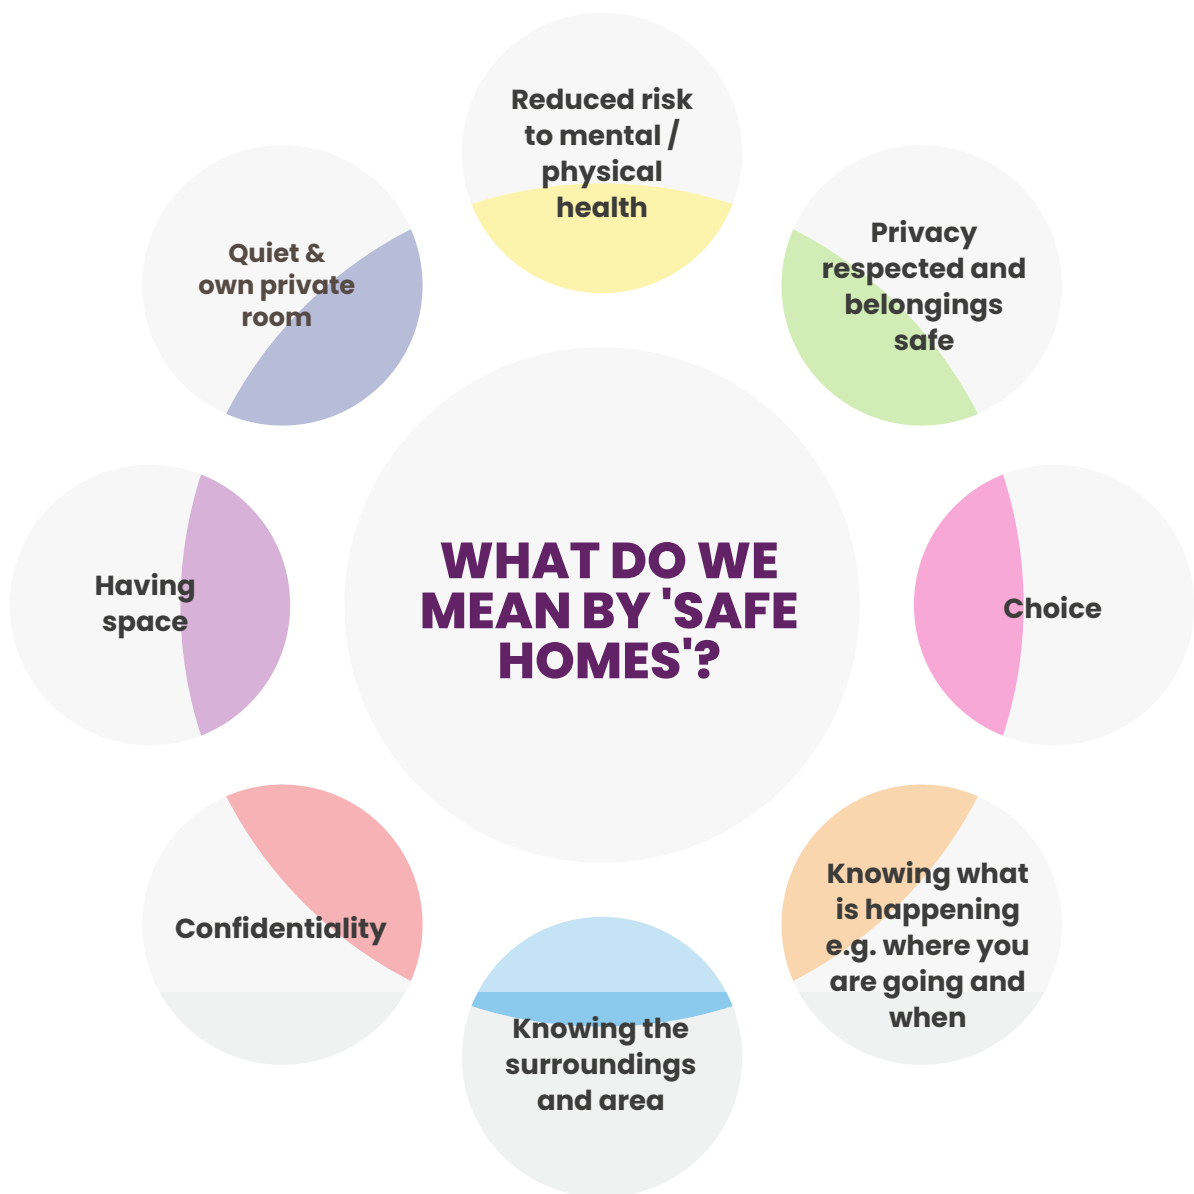 Reduced risk
to mental /
physical
health
Privacy
respected and
belongings
safe
Choice
Knowing what
is happening
e.g. where you
are going and
when
Knowing the
surroundings
and area
Confidentiality
Having
space
Quiet &
own private
room
WHAT DO WE
MEAN BY 'SAFE
HOMES'?